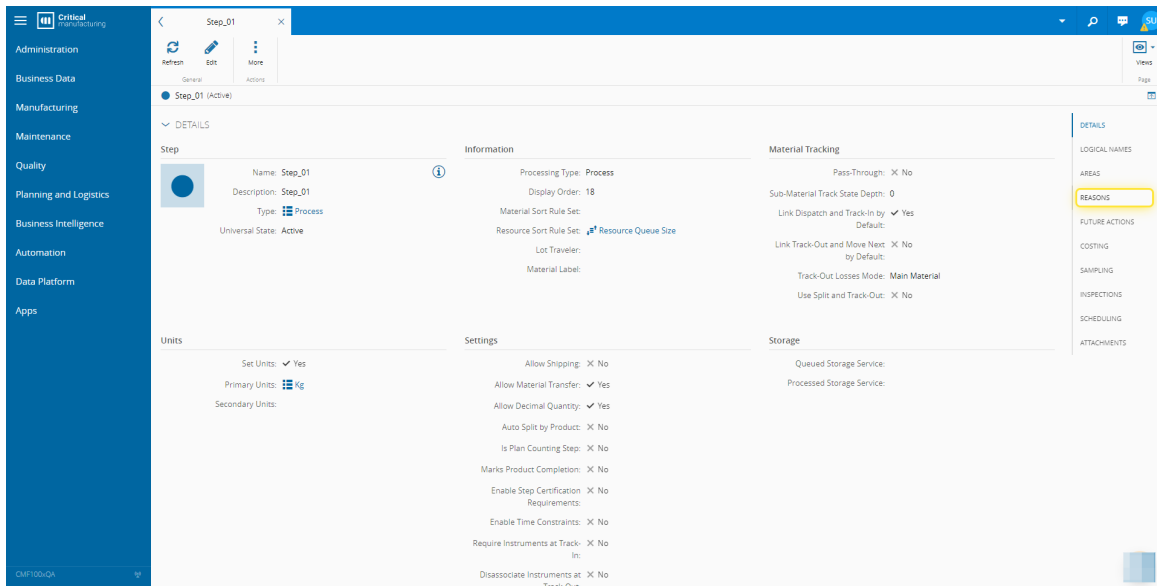 Critical
manufacturing
Step_01
SU
Administration
Business Data
Manufacturing
Maintenance
Quality
Planning and Logistics
Business Intelligence
Automation
Data Platform
Apps
CMF100xQA
Refresh
Edit
More
Views
General
Actions
Page
Step_01 (Active)
DETAILS
Step
Name: Step_01
Description: Step_01
Type: Process
Universal State: Active
Information
Processing Type: Process
Display Order: 18
Material Sort Rule Set:
Resource Sort Rule Set: Resource Queue Size
Lot Traveler:
Material Label:
Material Tracking
Pass-Through: No
Sub-Material Track State Depth: 0
Link Dispatch and Track-In by Yes
Default:
Link Track-Out and Move Next No
by Default:
Track-Out Losses Mode: Main Material
Use Split and Track-Out: No
Units
Set Units: Yes
Primary Units: Kg
Secondary Units:
Settings
Allow Shipping: No
Allow Material Transfer: Yes
Allow Decimal Quantity: Yes
Auto Split by Product: No
Is Plan Counting Step: No
Marks Product Completion: No
Enable Step Certification No
Requirements:
Enable Time Constraints: No
Require Instruments at Track- No
In:
Disassociate Instruments at No
Track-Out:
Storage
Queued Storage Service:
Processed Storage Service:
DETAILS
LOGICAL NAMES
AREAS
REASONS
FUTURE ACTIONS
COSTING
SAMPLING
INSPECTIONS
SCHEDULING
ATTACHMENTS